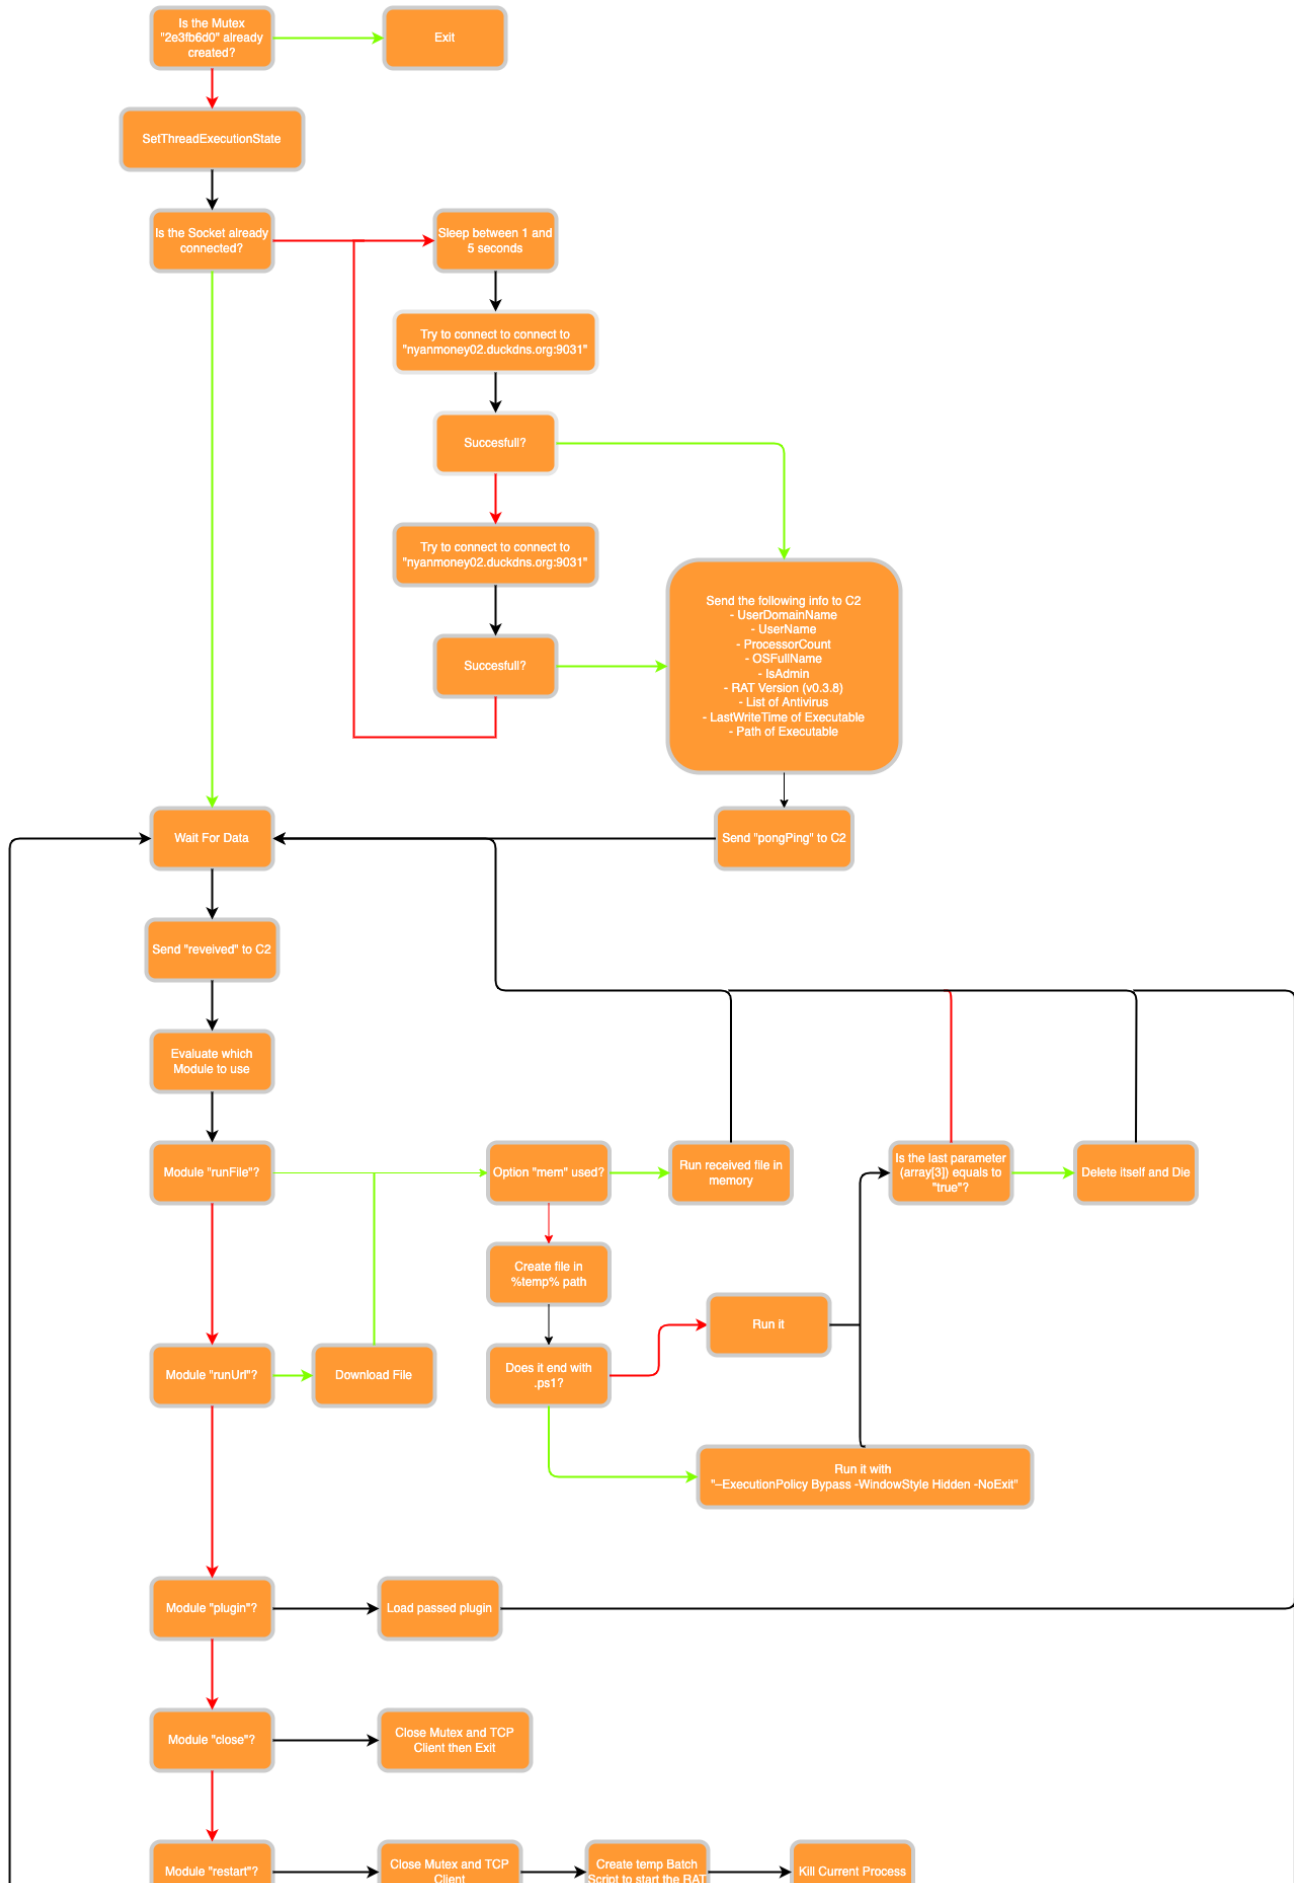 Is the Mutex
"2e3fb6d0" already
created?
Exit
SetThreadExecutionState
Is the Socket already
connected?
Sleep between 1 and
5 seconds
Try to connect to connect to
"nyanmoney02.duckdns.org:9031"
Succesfull?
Try to connect to connect to
"nyanmoney02.duckdns.org:9031"
Succesfull?
Send the following info to C2
- UserDomainName
- UserName
- ProcessorCount
- OSFullName
- IsAdmin
- RAT Version (v0.3.8)
- List of Antivirus
- LastWriteTime of Executable
- Path of Executable
Wait For Data
Send "pongPing" to C2
Send "reveived" to C2
Evaluate which
Module to use
Module "runFile"?
Option "mem" used?
Run received file in
memory
Is the last parameter
(array[3]) equals to
"true"?
Delete itself and Die
Create file in
%temp% path
Run it
Module "runUrl"?
Download File
Does it end with
.ps1?
Run it with
"–ExecutionPolicy Bypass -WindowStyle Hidden -NoExit"
Module "plugin"?
Load passed plugin
Module "close"?
Close Mutex and TCP
Client then Exit
Module "restart"?
Close Mutex and TCP
Client
Create temp Batch
Script to start the RAT
Kill Current Process